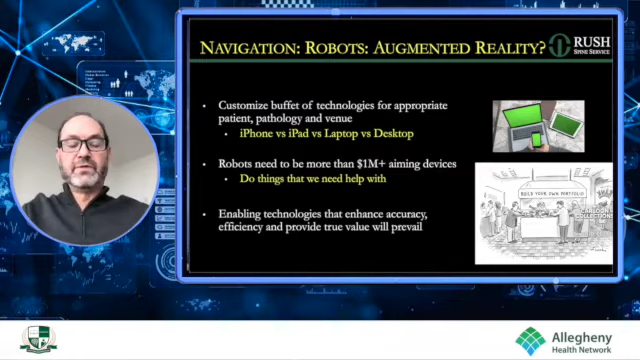 NAVIGATION: ROBOTS: AUGMENTED REALITY?
RUSH
SPINE SERVICE
• Customize buffet of technologies for appropriate
patient, pathology and venue
• iPhone vs iPad vs Laptop vs Desktop
• Robots need to be more than $1M+ aiming devices
• Do things that we need help with
• Enabling technologies that enhance accuracy,
efficiency and provide true value will prevail
BUILD YOUR OWN PORTFOLIO
CARTOON
COLLECTIONS
Allegheny
Health Network